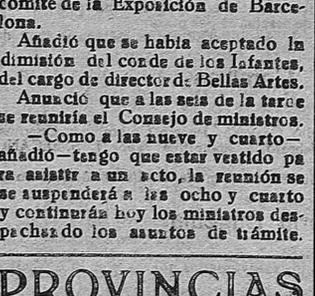 comité de la Exposición de Barce-
lona.
Añadió que se habia aceptado la
dimisión del conde de los Infantes,
del cargo de director de Bellas Artes.
Anunció que a las seis de la tarde
se reuniría el Consejo de ministros.
—Como a las nueve y cuarto—
añadió—tengo que estar vestido pa
ra asistir a un acto, la reunión se
se suspenderá a las ocho y cuarto
y continurán hoy los ministros des-
pachando los asuntos de trámite.
PROVINCIAS